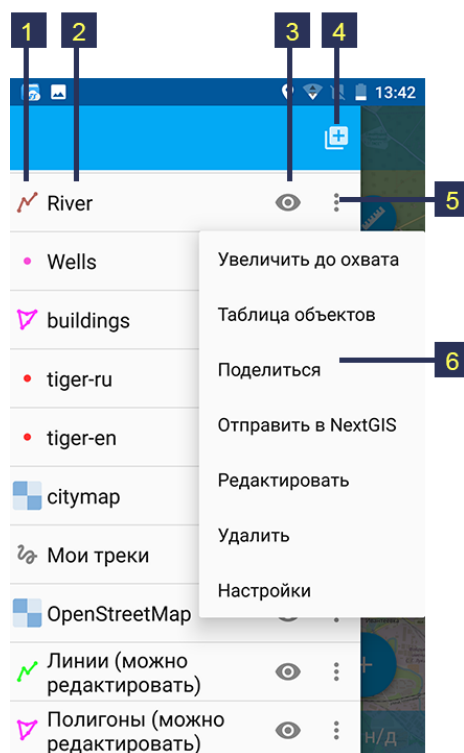 1 2 3 4
13:42
River
5
Wells
Увеличить до охвата
buildings
Таблица объектов
tiger-ru
Поделиться
6
tiger-en
Отправить в NextGIS
citymap
Редактировать
Мои треки
Удалить
OpenStreetMap
Настройки
Линии (можно
редактировать)
Полигоны (можно
редактировать)
н/д